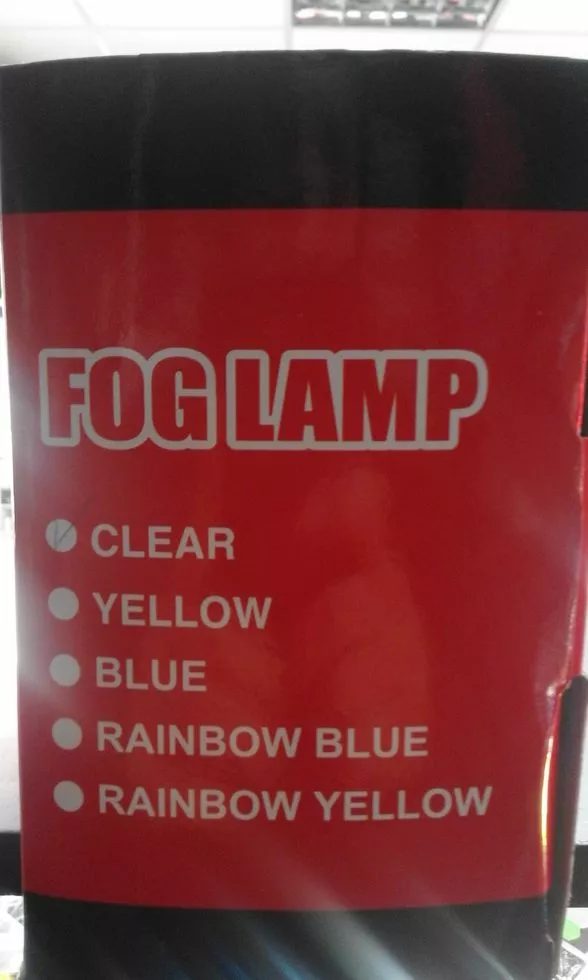 FOG LAMP
CLEAR
YELLOW
BLUE
RAINBOW BLUE
RAINBOW YELLOW